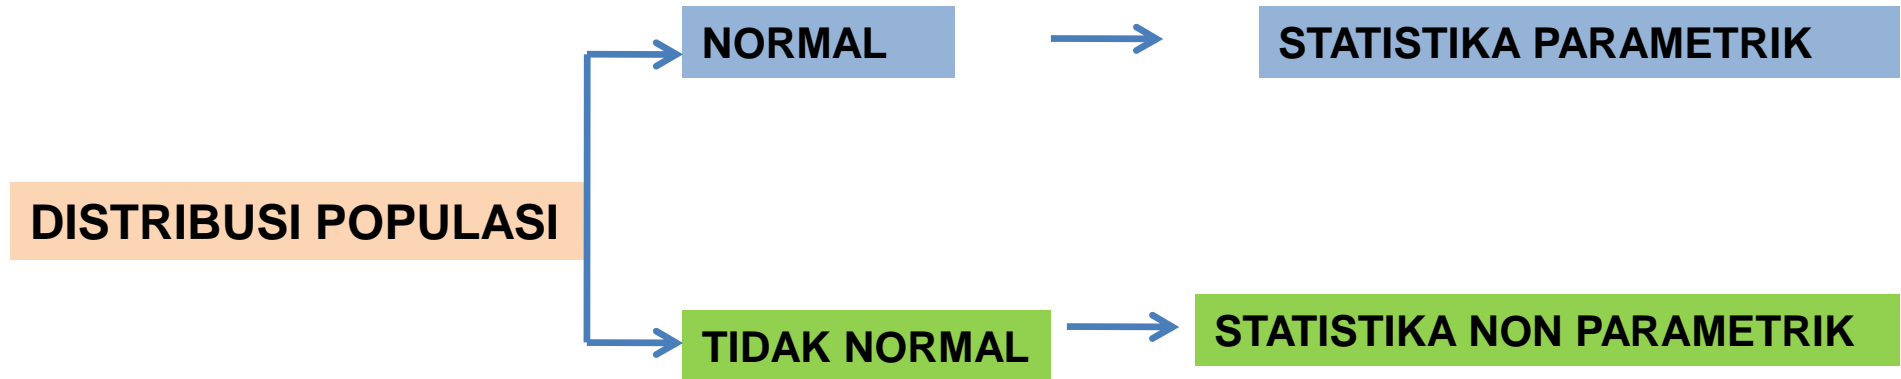 NORMAL
STATISTIKA PARAMETRIK
DISTRIBUSI POPULASI
TIDAK NORMAL
STATISTIKA NON PARAMETRIK